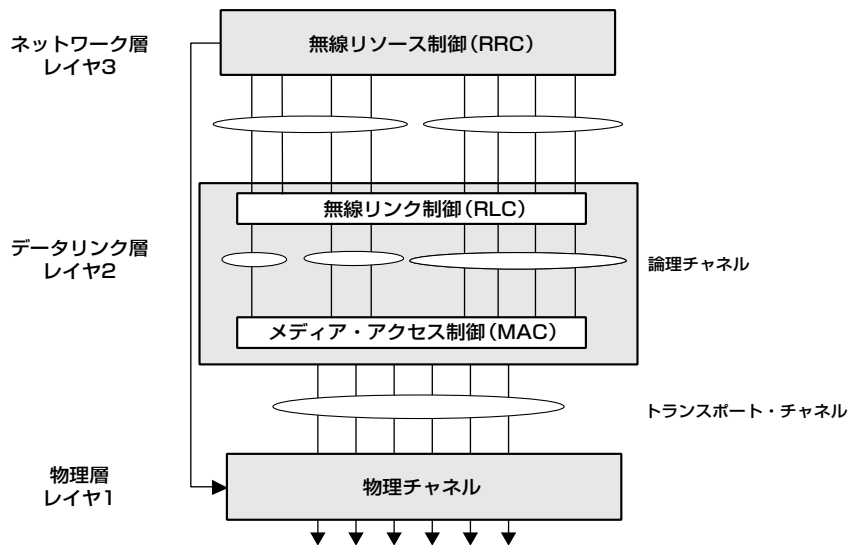 ネットワーク層
レイヤ3
無線リソース制御(RRC)
データリンク層
レイヤ2
無線リンク制御(RLC)
論理チャネル
メディア・アクセス制御(MAC)
トランスポート・チャネル
物理層
レイヤ1
物理チャネル